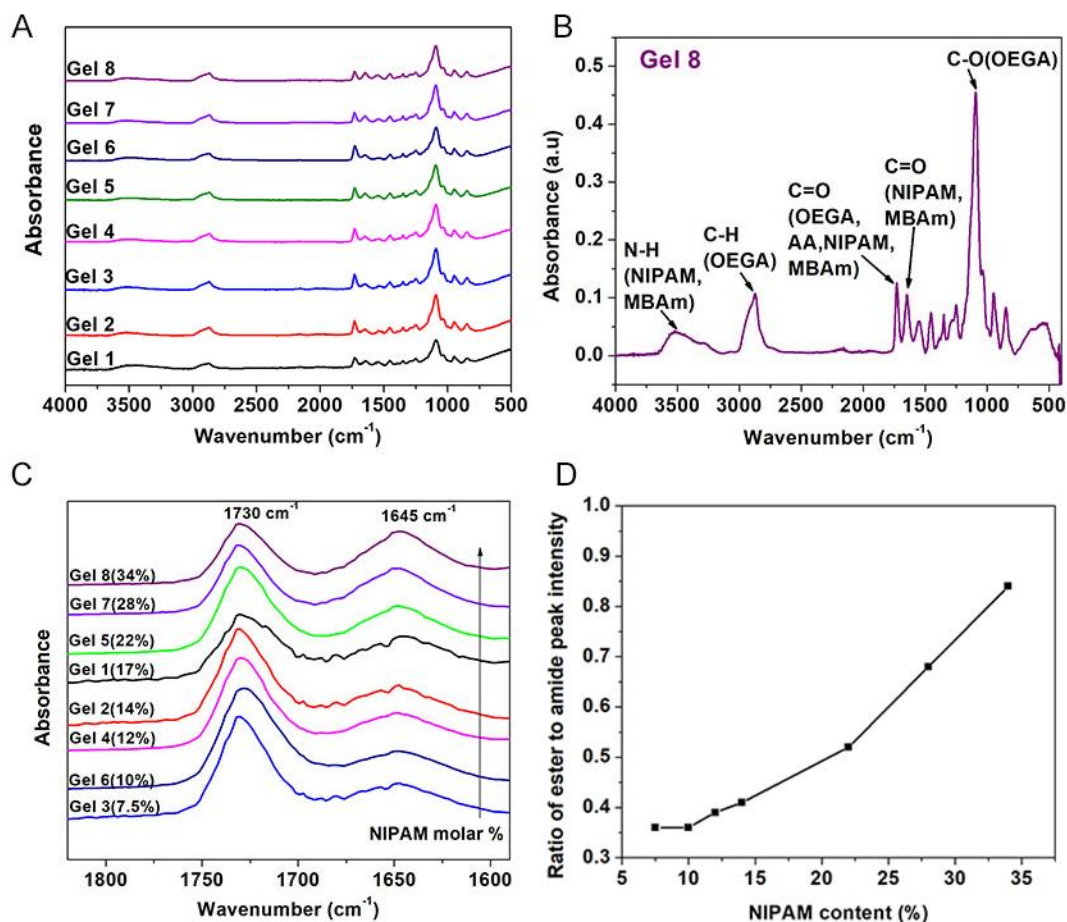 A
Gel 8
Gel 7
Gel 6
Gel 5
Gel 4
Gel 3
Gel 2
Gel 1
Absorbance
4000 3500 3000 2500 2000 1500 1000 500
Wavenumber (cm⁻¹)
B
Gel 8
C-O(OEGA)
C=O
(NIPAM,
MBAm)
C=O
(OEGA,
AA,NIPAM,
MBAm)
C-H
(OEGA)
N-H
(NIPAM,
MBAm)
Absorbance (a.u)
0.5
0.4
0.3
0.2
0.1
0.0
4000 3500 3000 2500 2000 1500 1000 500
Wavenumber (cm⁻¹)
C
1730 cm⁻¹ 1645 cm⁻¹
Gel 8(34%)
Gel 7(28%)
Gel 5(22%)
Gel 1(17%)
Gel 2(14%)
Gel 4(12%)
Gel 6(10%)
Gel 3(7.5%)
NIPAM molar %
Absorbance
1800 1750 1700 1650 1600
Wavenumber (cm⁻¹)
D
Ratio of ester to amide peak intensity
1.0
0.9
0.8
0.7
0.6
0.5
0.4
0.3
5 10 15 20 25 30 35
NIPAM content (%)